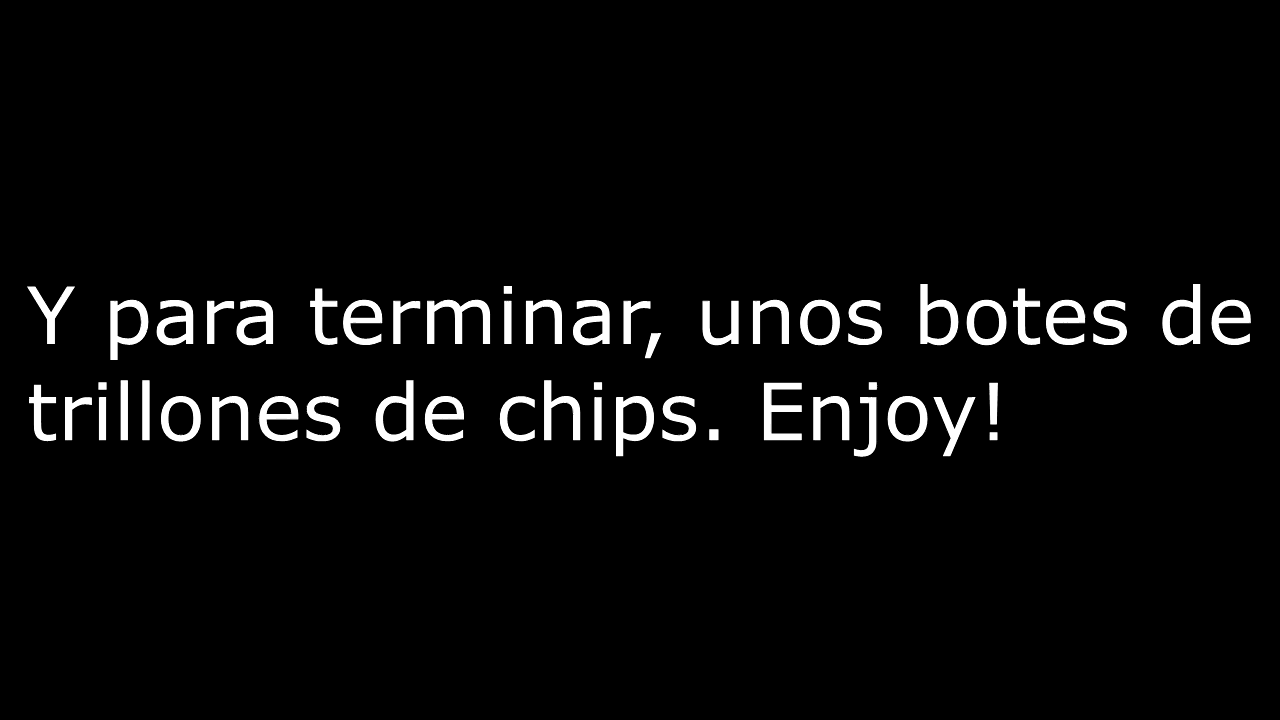 Y para terminar, unos botes de
trillones de chips. Enjoy!